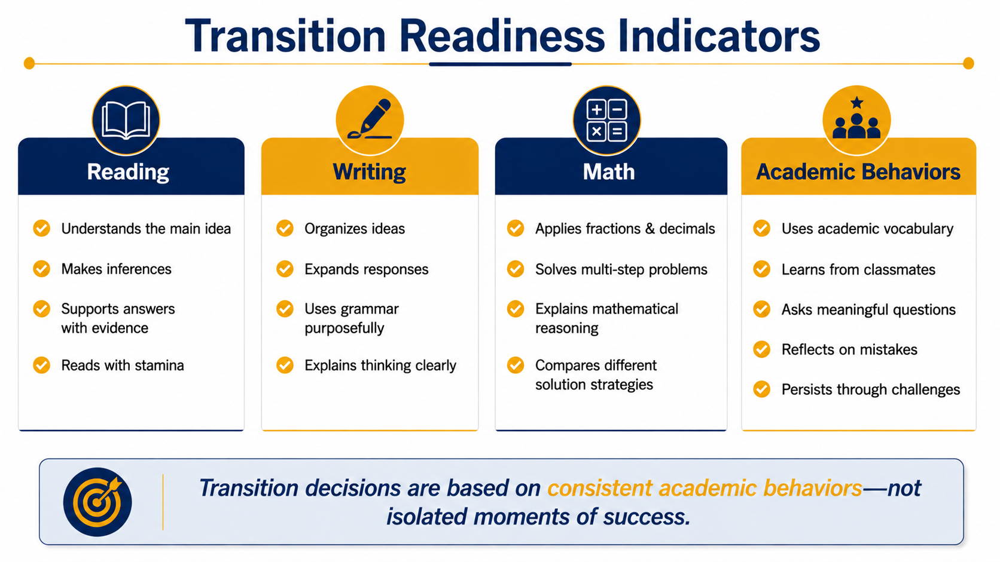 Transition Readiness Indicators
Reading
Understands the main idea
Makes inferences
Supports answers
with evidence
Reads with stamina
Writing
Organizes ideas
Expands responses
Uses grammar
purposefully
Explains thinking clearly
Math
Applies fractions & decimals
Solves multi-step problems
Explains mathematical
reasoning
Compares different
solution strategies
Academic Behaviors
Uses academic vocabulary
Learns from classmates
Asks meaningful questions
Reflects on mistakes
Persists through challenges
Transition decisions are based on consistent academic behaviors—not
isolated moments of success.